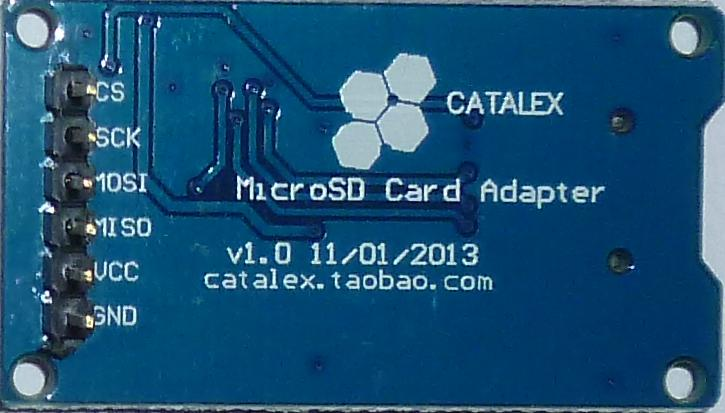 CS
CATALEX
SCK
MOSI
MicroSD Card Adapter
MISO
v1.0 11/01/2013
VCC
catalex.taobao.com
GND